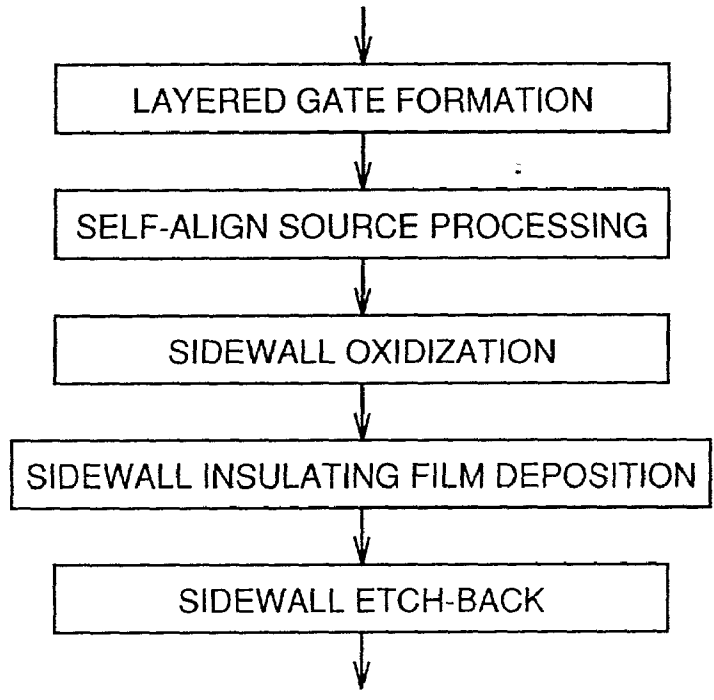 LAYERED GATE FORMATION
SELF-ALIGN SOURCE PROCESSING
SIDEWALL OXIDIZATION
SIDEWALL INSULATING FILM DEPOSITION
SIDEWALL ETCH-BACK